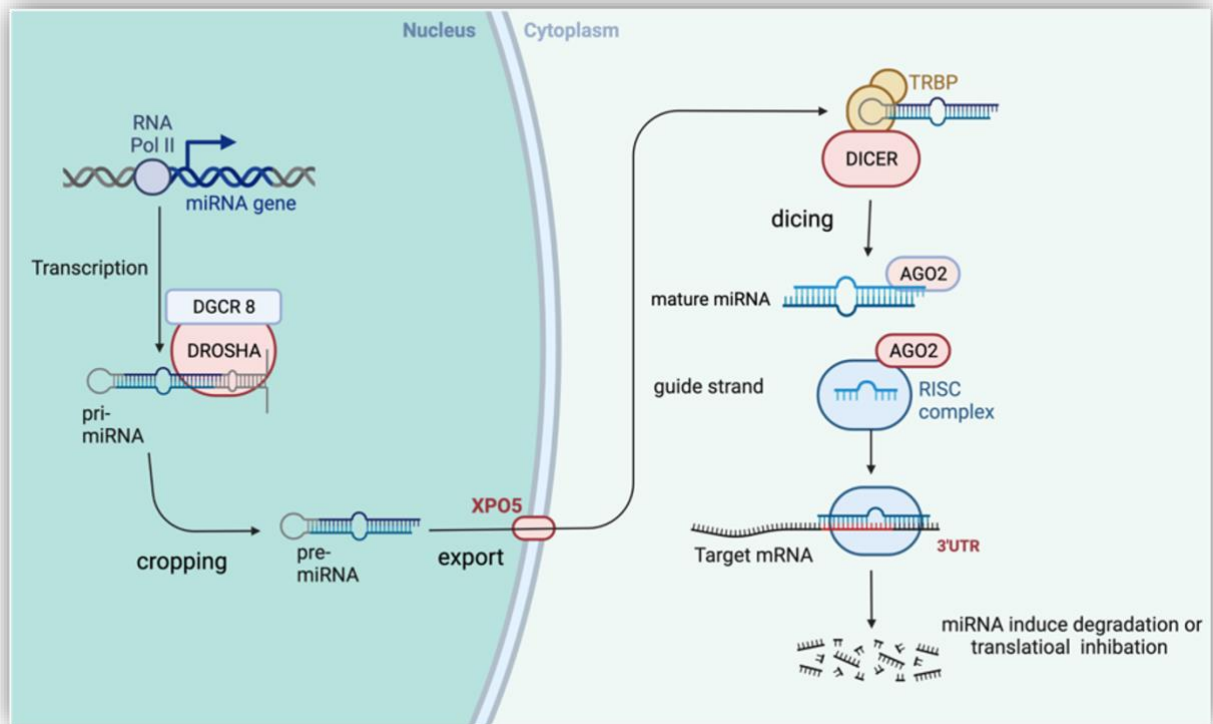 Nucleus
Cytoplasm
RNA
Pol II
miRNA gene
Transcription
DGCR 8
DROSHA
pri-
miRNA
cropping
pre-
miRNA
XPO5
export
TRBP
DICER
dicing
AGO2
mature miRNA
AGO2
guide strand
RISC
complex
Target mRNA
3'UTR
miRNA induce degradation or
translatioal inhibation